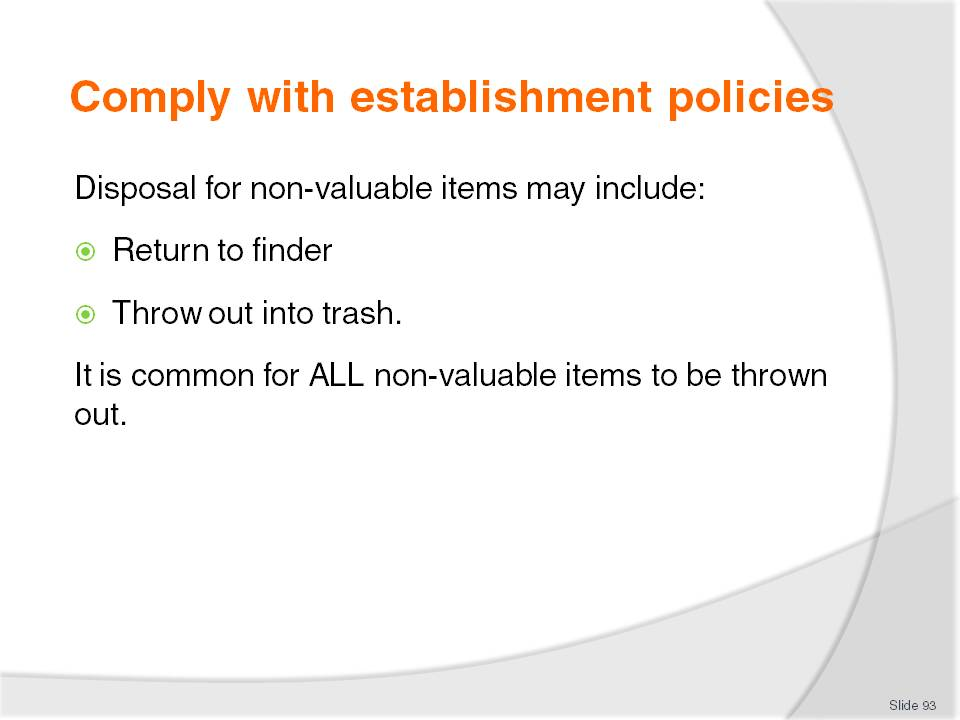 Comply with establishment policies
Disposal for non-valuable items may include:
Return to finder
Throw out into trash.
It is common for ALL non-valuable items to be thrown
out.
Slide 93